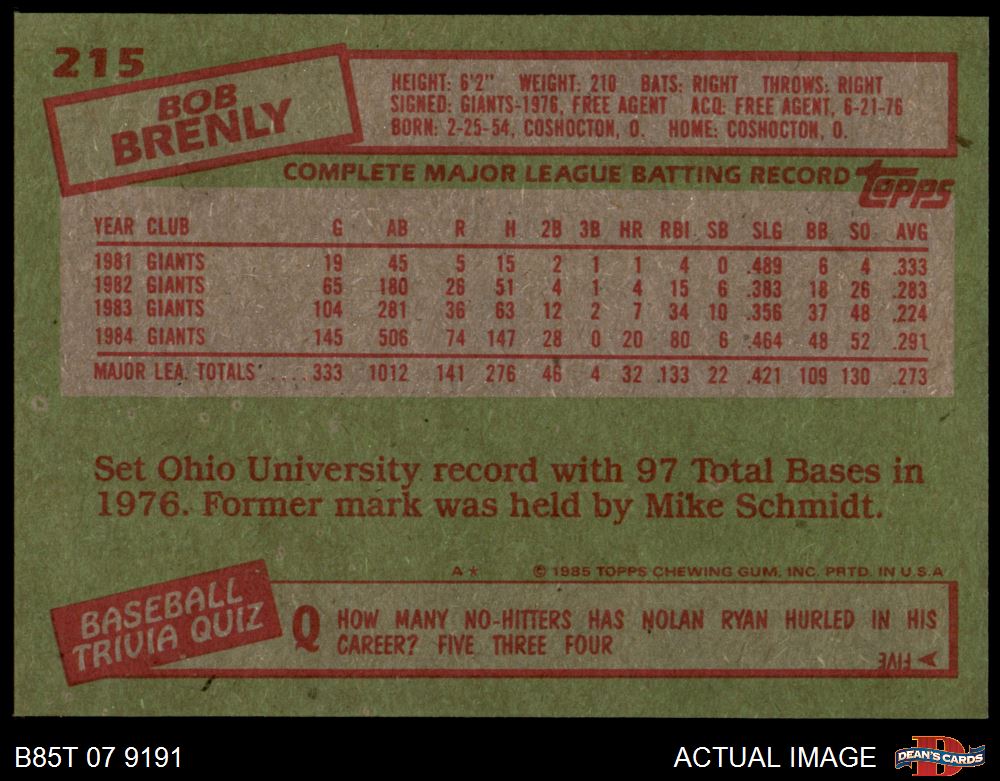 215
BOB
BRENLY
HEIGHT: 6'2" WEIGHT: 210 BATS: RIGHT THROWS: RIGHT
SIGNED: GIANTS-1976, FREE AGENT ACQ: FREE AGENT, 6-21-76
BORN: 2-25-54, COSHOCTON, O. HOME: COSHOCTON, O.
COMPLETE MAJOR LEAGUE BATTING RECORD
topps
YEAR CLUB G AB R H 2B 3B HR RBI SB SLG BB SO AVG
1981 GIANTS 19 45 5 15 2 1 1 4 0 .489 6 4 .333
1982 GIANTS 65 180 26 51 4 1 4 15 6 .383 18 26 .283
1983 GIANTS 104 281 36 63 12 2 7 34 10 .356 37 48 .224
1984 GIANTS 145 506 74 147 28 0 20 80 6 .464 48 52 .291
MAJOR LEA. TOTALS .... 333 1012 141 276 46 4 32 133 22 .421 109 130 .273
Set Ohio University record with 97 Total Bases in
1976. Former mark was held by Mike Schmidt.
A★ © 1985 TOPPS CHEWING GUM, INC. PRTD. IN U.S.A
BASEBALL
TRIVIA QUIZ
Q HOW MANY NO-HITTERS HAS NOLAN RYAN HURLED IN HIS
CAREER? FIVE THREE FOUR
A FIVE
B85T 07 9191
ACTUAL IMAGE
D
DEAN'S CARDS